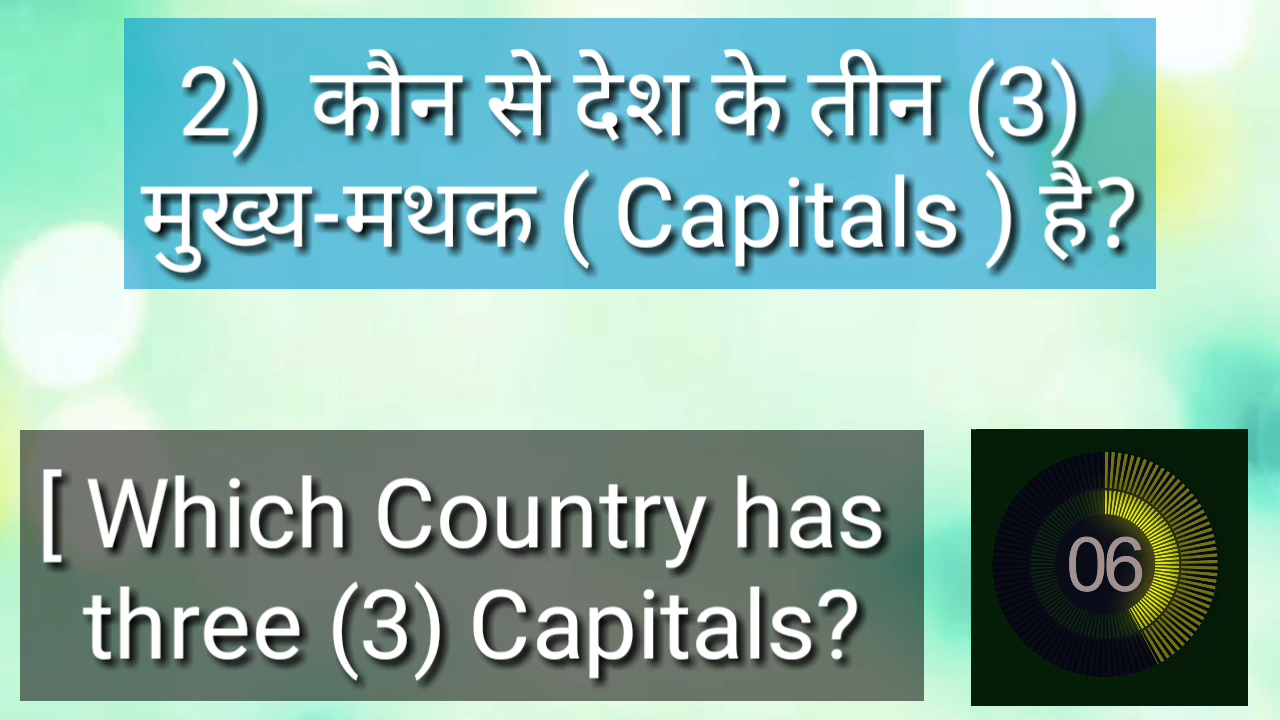 2) कौन से देश के तीन (3)
मुख्य-मथक ( Capitals ) है?
[ Which Country has
three (3) Capitals?
06